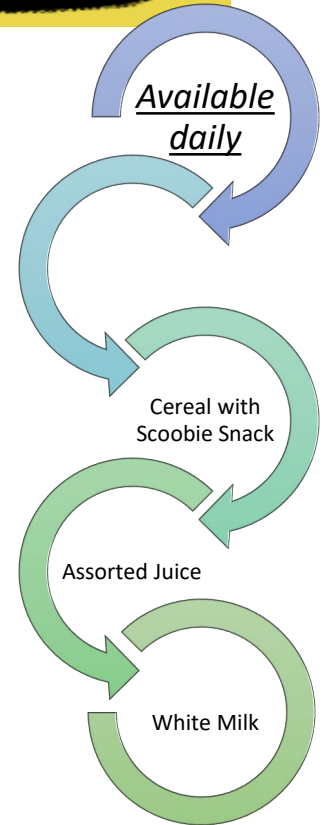 Available
daily
Cereal with
Scoobie Snack
Assorted Juice
White Milk